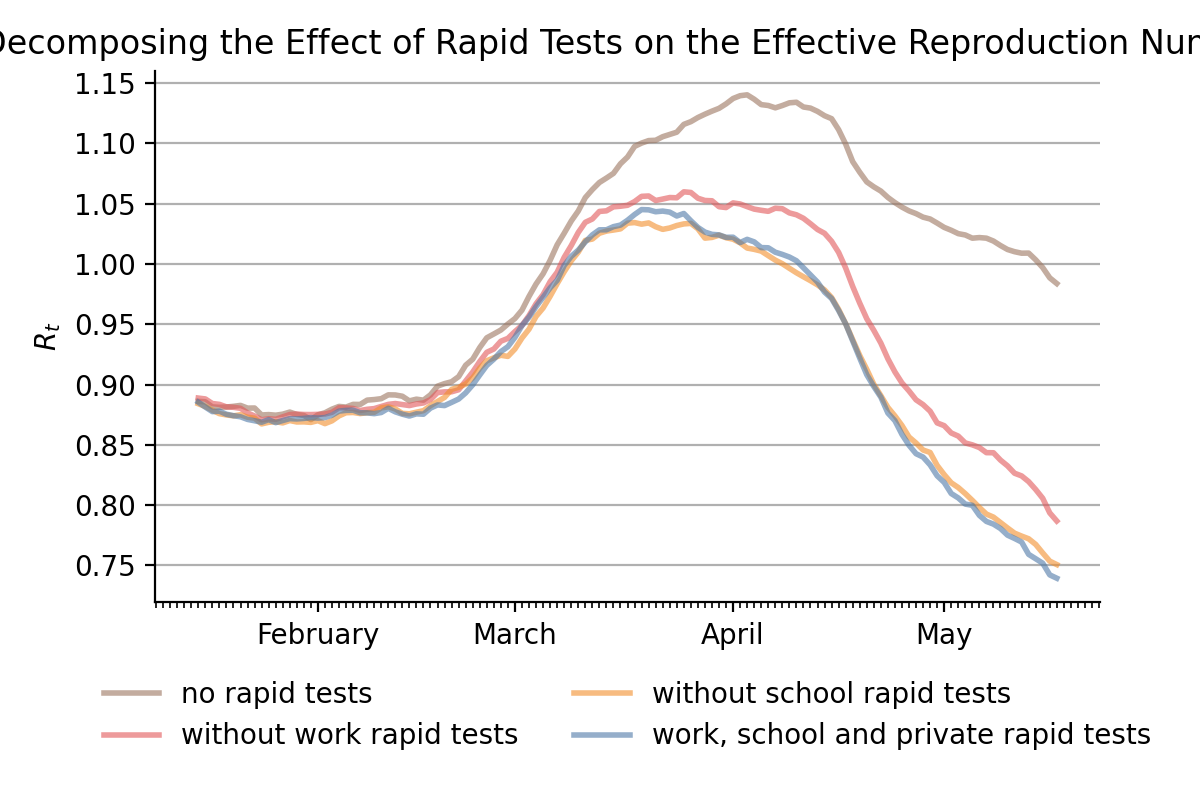 Decomposing the Effect of Rapid Tests on the Effective Reproduction Num
1.15
1.10
1.05
1.00
0.95
0.90
0.85
0.80
0.75
R_t
February March April May
no rapid tests without school rapid tests
without work rapid tests work, school and private rapid tests